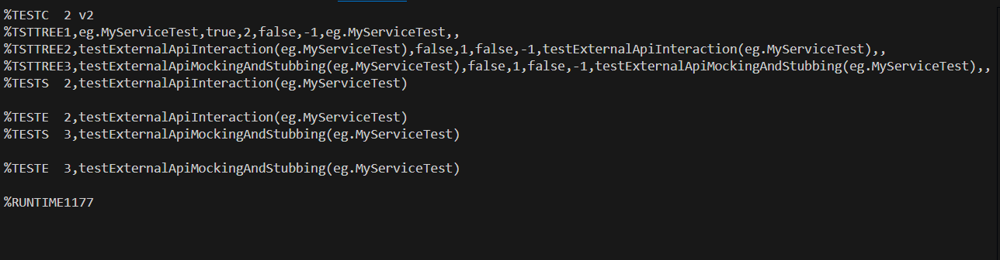 %TESTC  2 v2
%TSTTREE1,eg.MyServiceTest,true,2,false,-1,eg.MyServiceTest,,
%TSTTREE2,testExternalApiInteraction(eg.MyServiceTest),false,1,false,-1,testExternalApiInteraction(eg.MyServiceTest),,
%TSTTREE3,testExternalApiMockingAndStubbing(eg.MyServiceTest),false,1,false,-1,testExternalApiMockingAndStubbing(eg.MyServiceTest),,
%TESTS  2,testExternalApiInteraction(eg.MyServiceTest)
%TESTE  2,testExternalApiInteraction(eg.MyServiceTest)
%TESTS  3,testExternalApiMockingAndStubbing(eg.MyServiceTest)
%TESTE  3,testExternalApiMockingAndStubbing(eg.MyServiceTest)
%RUNTIME1177